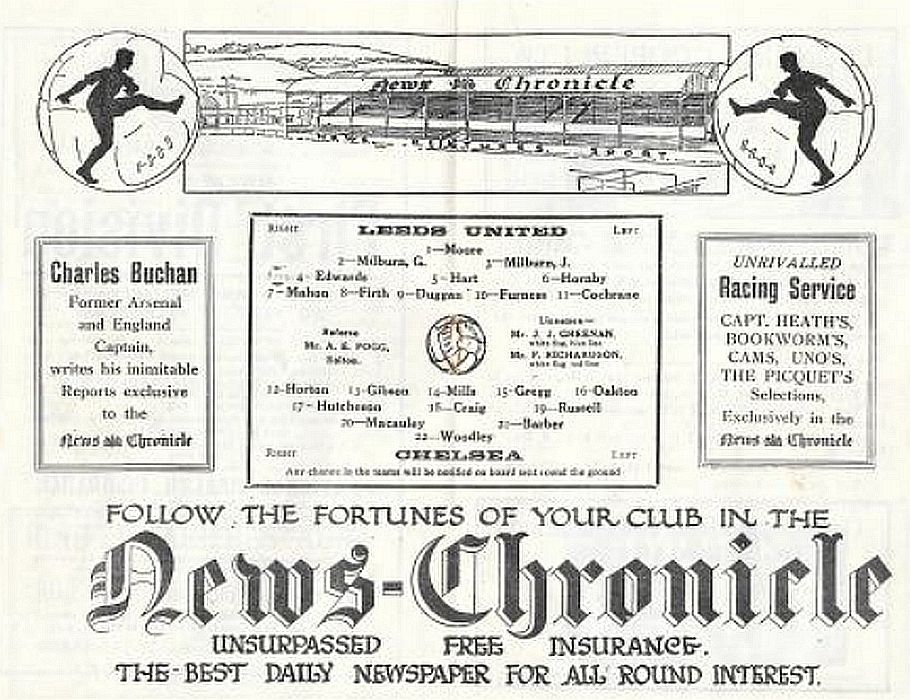 News Chronicle
SPORT.
RIGHT LEEDS UNITED LEFT
1—Moore
2—Milburn, G. 3—Milburn, J.
4—Edwards 5—Hart 6—Hornby
7—Mahon 8—Firth 9—Duggan 10—Furness 11—Cochrane
Referee
Mr. A. E. FOGG,
Bolton.
Linesmen—
Mr. J. J. GREENAN,
Mr. F. RICHARDSON,
12-Horton 13-Gibson 14-Mills 15-Gregg 16-Oakton
17-Hutcheson 18-Craig 19-Russell
20-Macauley 21-Barber
22-Woodley
RIGHT CHELSEA LEFT
Any change in the teams will be notified on board sent round the ground
Charles Buchan
Former Arsenal
and England
Captain,
writes his inimitable
Reports exclusive
to the
News Chronicle
UNRIVALLED
Racing Service
CAPT. HEATH'S,
BOOKWORM'S,
CAMS, UNO'S,
THE PICQUET'S
Selections,
Exclusively in the
News Chronicle
FOLLOW THE FORTUNES OF YOUR CLUB IN THE
News-Chronicle
UNSURPASSED FREE INSURANCE.
THE BEST DAILY NEWSPAPER FOR ALL ROUND INTEREST.